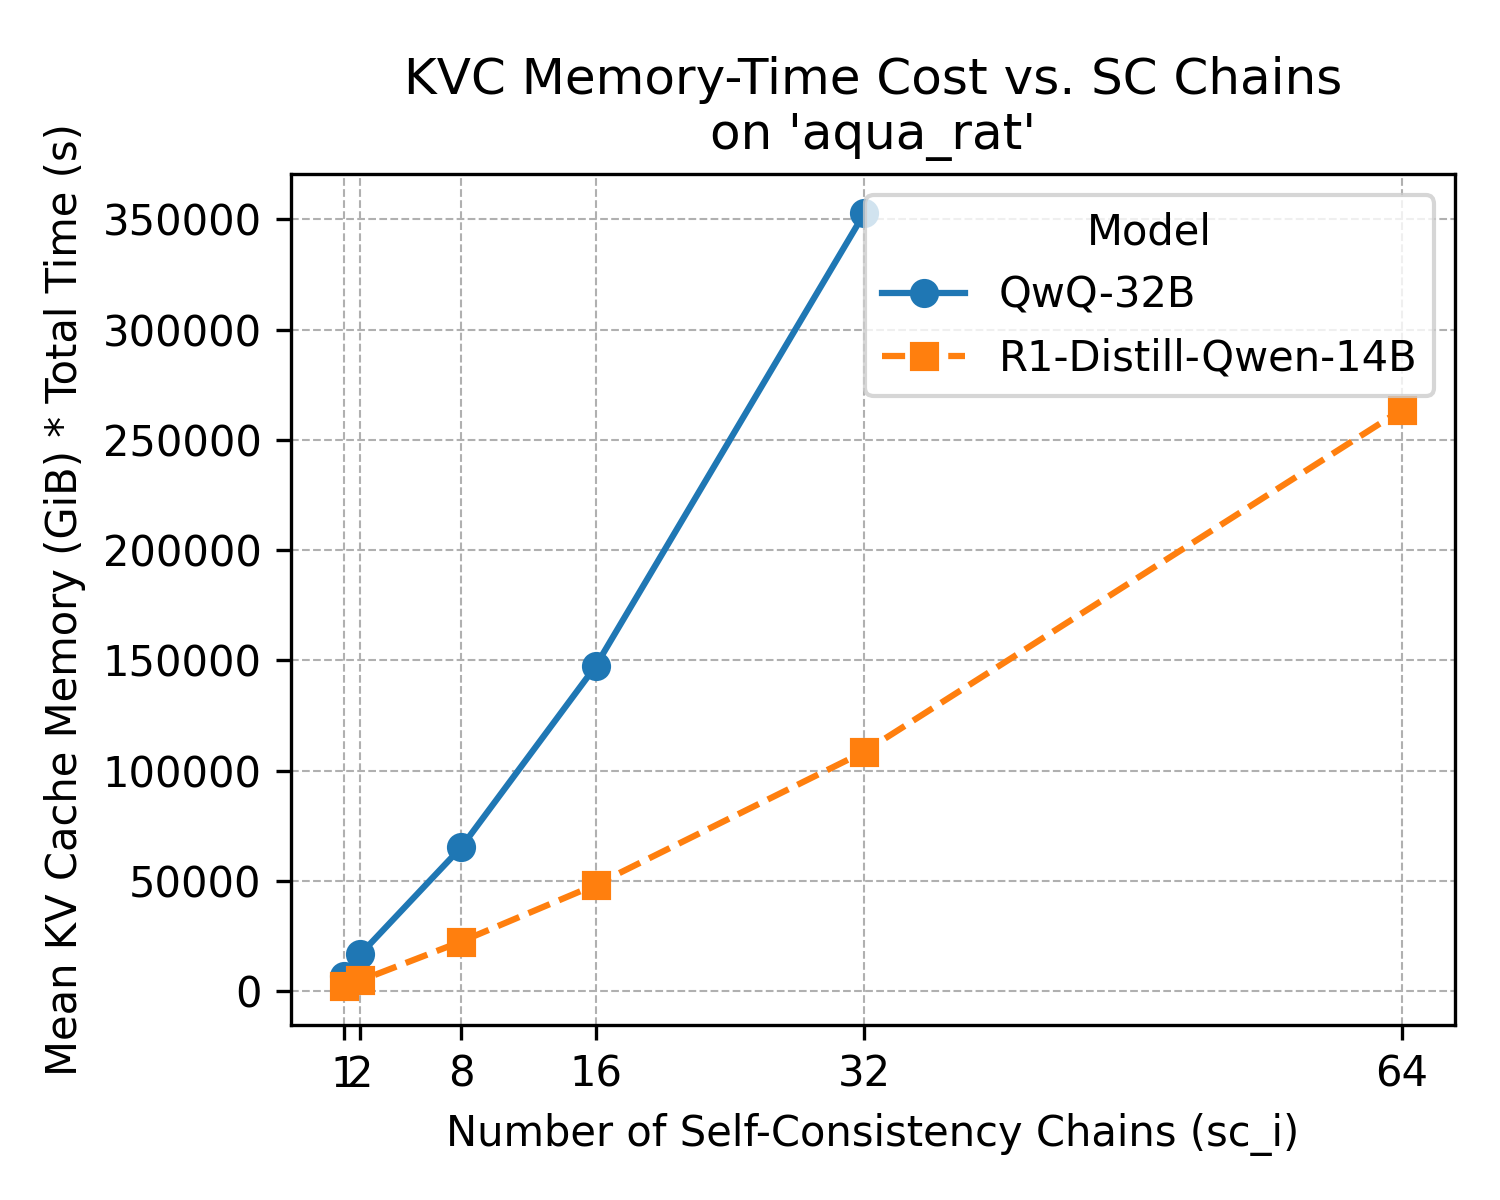 KVC Memory-Time Cost vs. SC Chains
on 'aqua_rat'
Mean KV Cache Memory (GiB) * Total Time (s)
350000
300000
250000
200000
150000
100000
50000
0
Model
QwQ-32B
R1-Distill-Qwen-14B
1 2 8 16 32 64
Number of Self-Consistency Chains (sc_i)